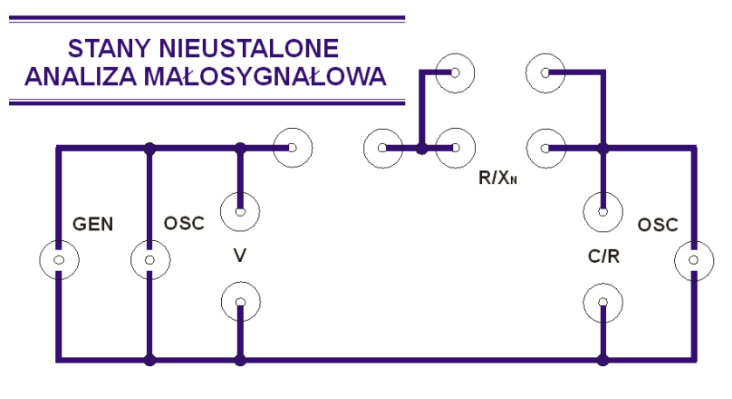 STANY NIEUSTALONE
ANALIZA MAŁOSYGNAŁOWA
R/XN
GEN
OSC
V
C/R
OSC